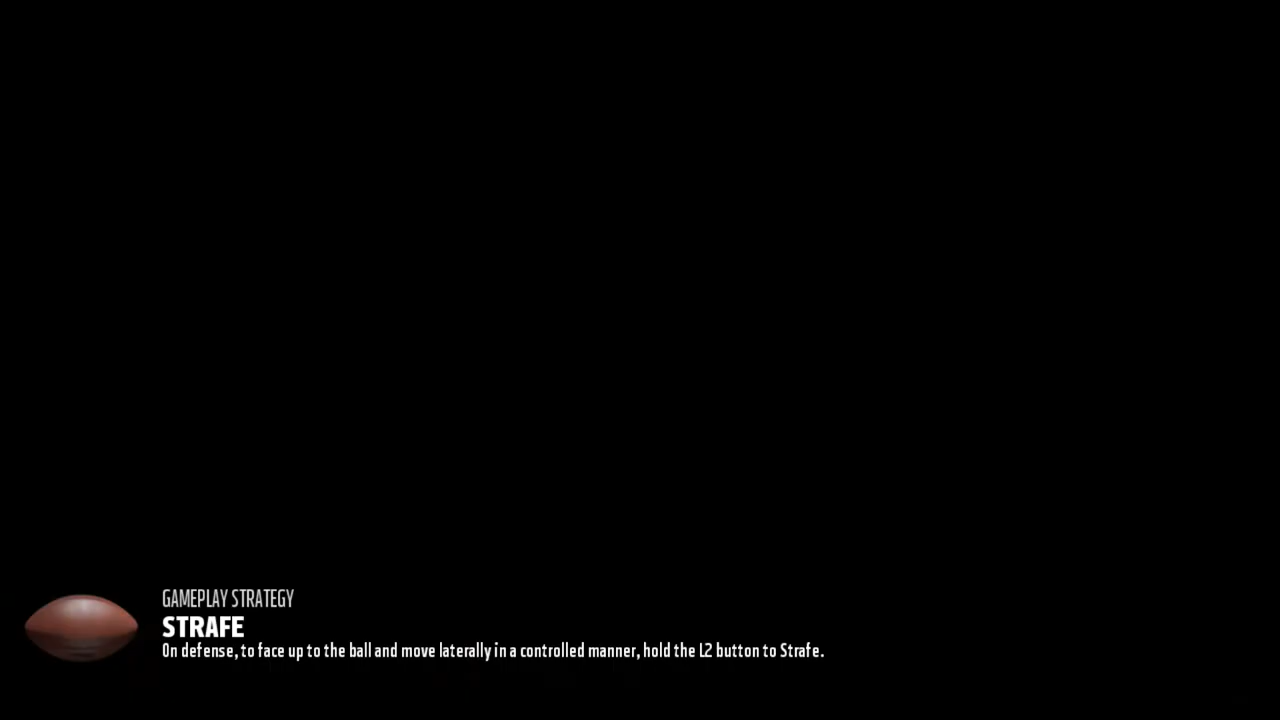 GAMEPLAY STRATEGY
STRAFE
On defense, to face up to the ball and move laterally in a controlled manner, hold the L2 button to Strafe.